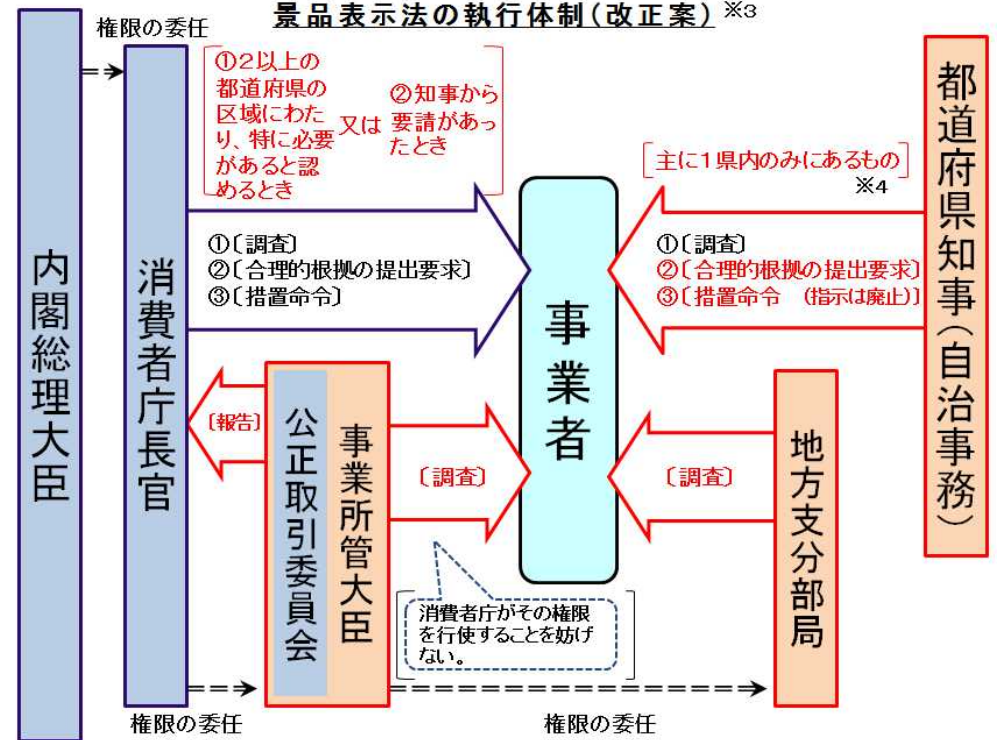 景品表示法の執行体制(改正案) ※3
権限の委任
内閣総理大臣
消費者庁長官
①2以上の
都道府県の
区域にわた
り、特に必要
があると認
めるとき
又は
②知事から
要請があっ
たとき
①〔調査〕
②〔合理的根拠の提出要求〕
③〔措置命令〕
事業者
[主に1県内のみにあるもの]
※4
①〔調査〕
②〔合理的根拠の提出要求〕
③〔措置命令 (指示は廃止)〕
都道府県知事(自治事務)
〔報告〕
公正取引委員会
事業所管大臣
〔調査〕
〔調査〕
地方支分部局
消費者庁がその権限
を行使することを妨げ
ない。
権限の委任
権限の委任